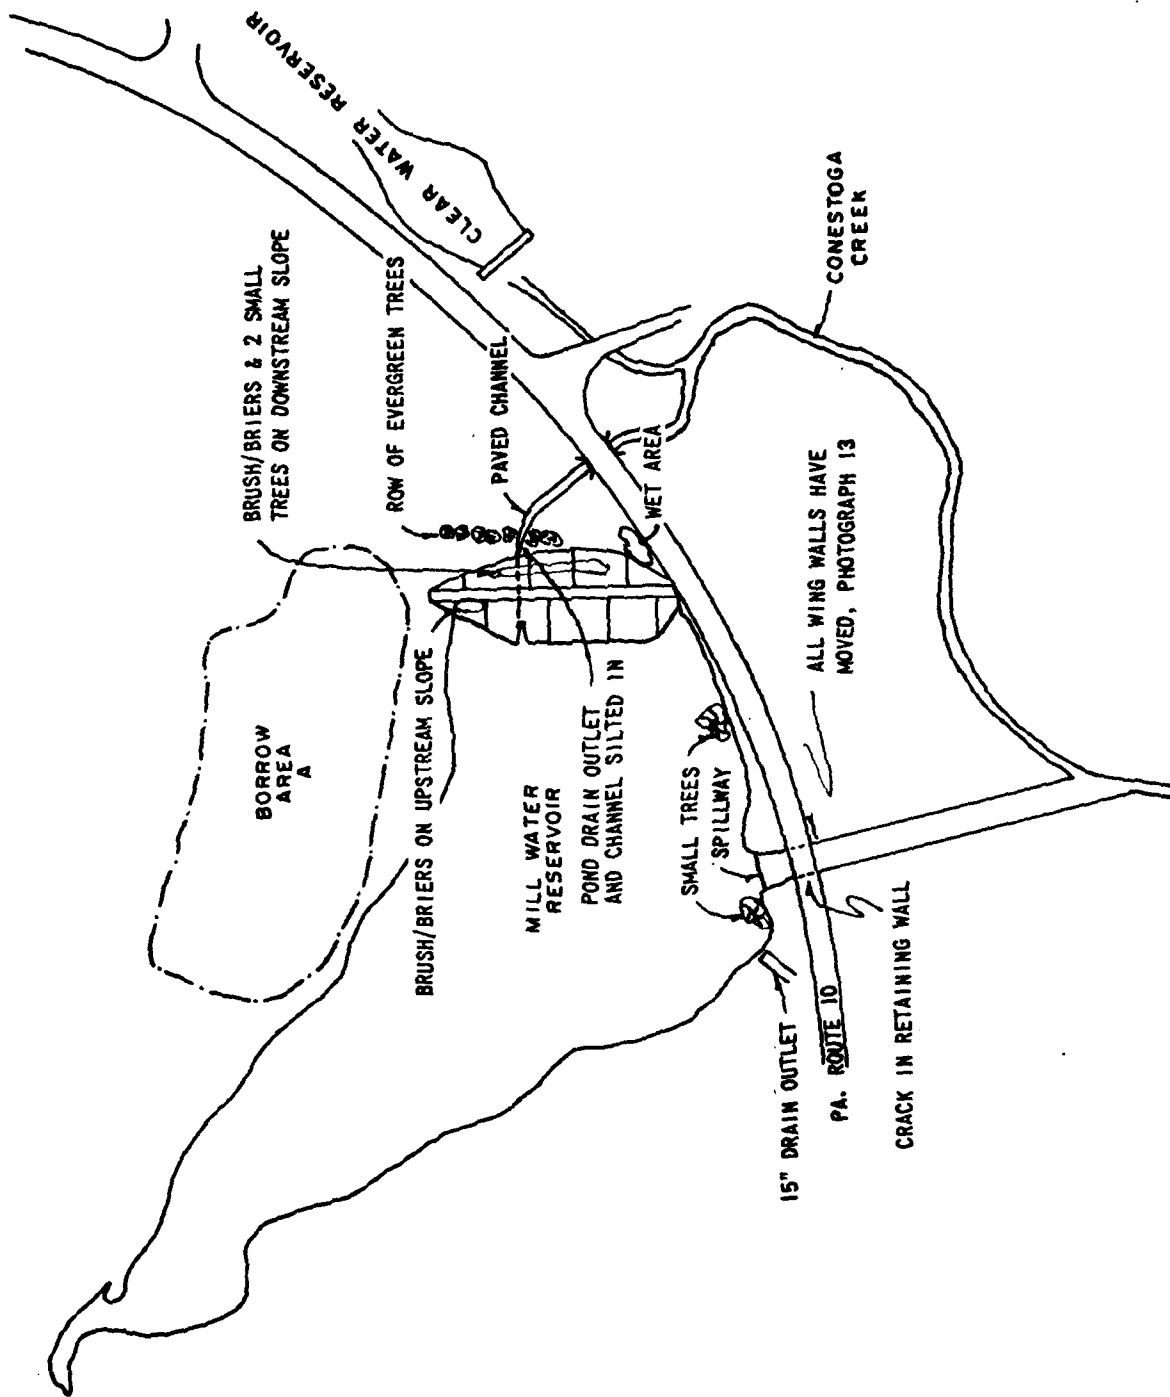 CLEAR WATER RESERVOIR
BRUSH/BRIERS & 2 SMALL
TREES ON DOWNSTREAM SLOPE
ROW OF EVERGREEN TREES
PAVED CHANNEL
WET AREA
CONESTOGA
CREEK
BORROW
AREA
A
BRUSH/BRIERS ON UPSTREAM SLOPE
MILL WATER
RESERVOIR
POND DRAIN OUTLET
AND CHANNEL SILTED IN
SMALL TREES
SPILLWAY
ALL WING WALLS HAVE
MOVED, PHOTOGRAPH 13
15" DRAIN OUTLET
PA. ROUTE 10
CRACK IN RETAINING WALL